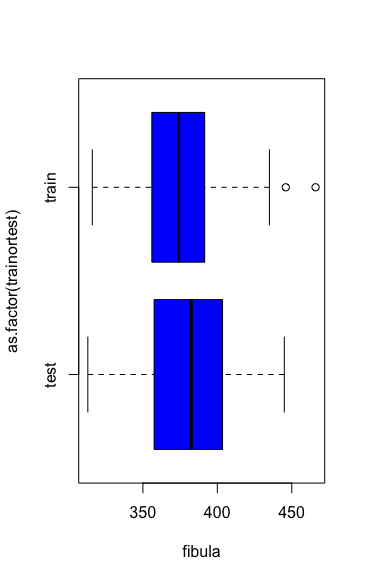 as.factor(trainortest)
train
test
350 400 450
fibula